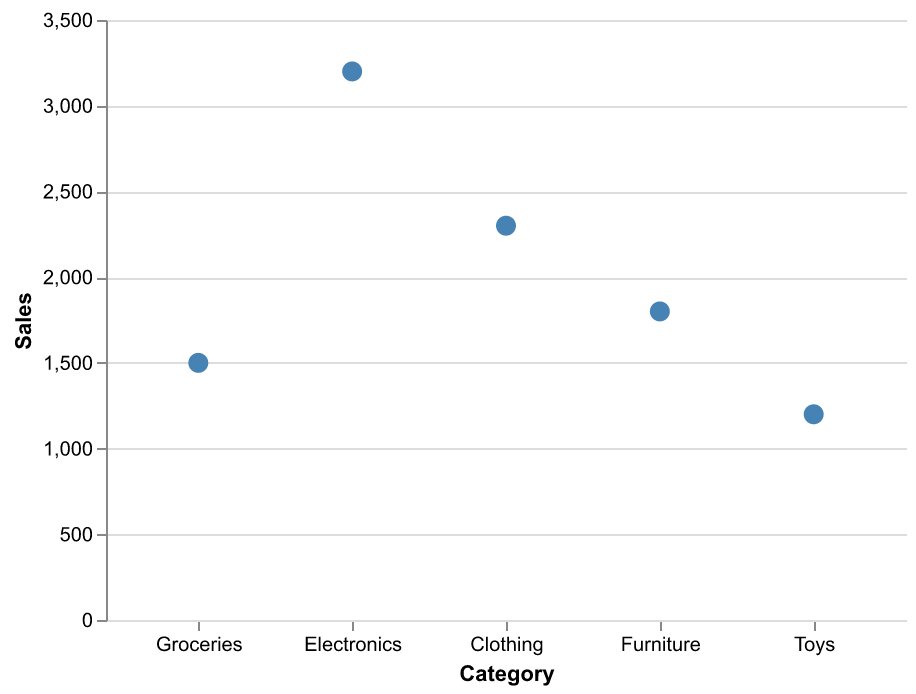 3,500
3,000
2,500
2,000
1,500
1,000
500
0
Sales
Groceries Electronics Clothing Furniture Toys
Category